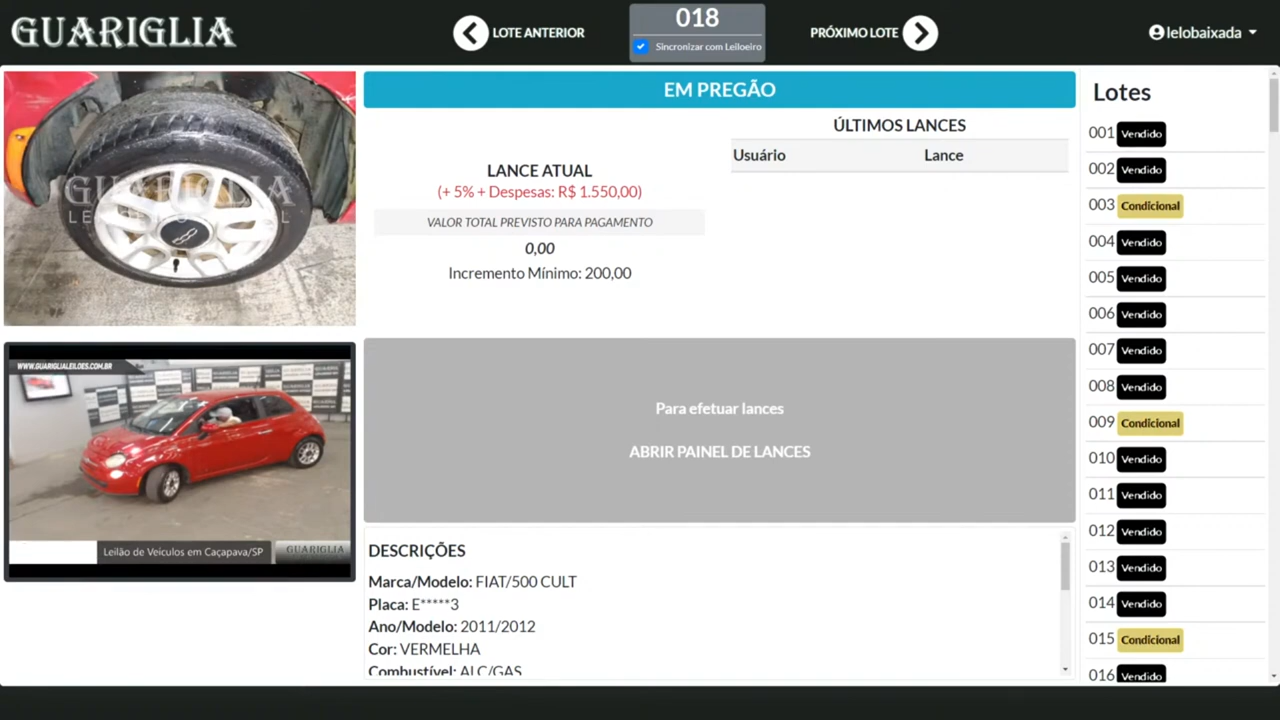 GUARIGLIA
LOTE ANTERIOR
018
Sincronizar com Leiloeiro
PRÓXIMO LOTE
lelobaixada
GUARIGLIA
EM PREGÃO
LANCE ATUAL
(+ 5% + Despesas: R$ 1.550,00)
VALOR TOTAL PREVISTO PARA PAGAMENTO
0,00
Incremento Mínimo: 200,00
ÚLTIMOS LANCES
Usuário Lance
WWW.GUARIGLIALEILOES.COM.BR
Leilão de Veículos em Caçapava/SP
GUARIGLIA
Para efetuar lances
ABRIR PAINEL DE LANCES
DESCRIÇÕES
Marca/Modelo: FIAT/500 CULT
Placa: E*****3
Ano/Modelo: 2011/2012
Cor: VERMELHA
Combustível: ALC/GAS
Lotes
001 Vendido
002 Vendido
003 Condicional
004 Vendido
005 Vendido
006 Vendido
007 Vendido
008 Vendido
009 Condicional
010 Vendido
011 Vendido
012 Vendido
013 Vendido
014 Vendido
015 Condicional
016 Vendido